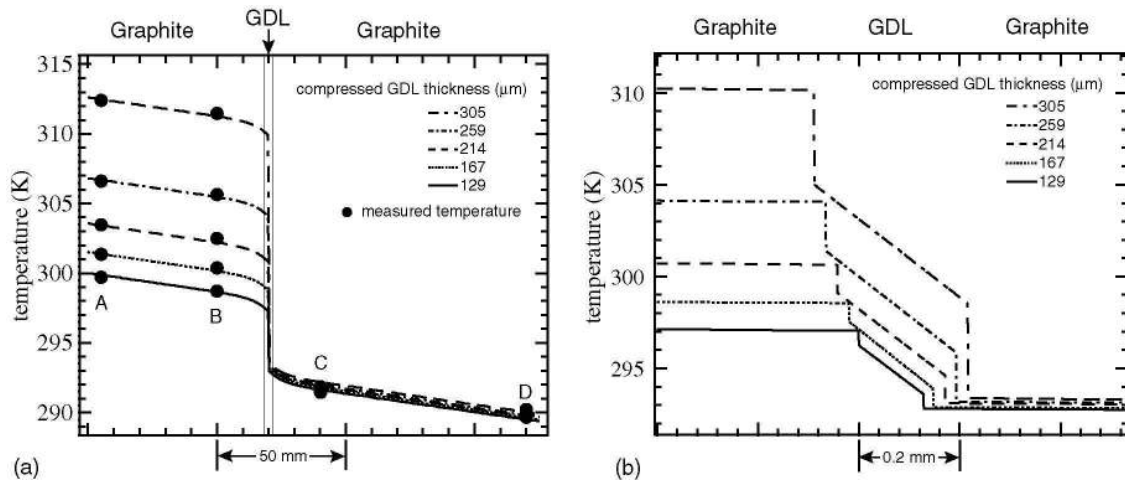 Graphite
GDL
Graphite
315
310
305
300
295
290
temperature (K)
compressed GDL thickness (μm)
305
259
214
167
129
measured temperature
A
B
C
D
50 mm
(a)
Graphite
GDL
Graphite
310
305
300
295
temperature (K)
compressed GDL thickness (μm)
305
259
214
167
129
0.2 mm
(b)